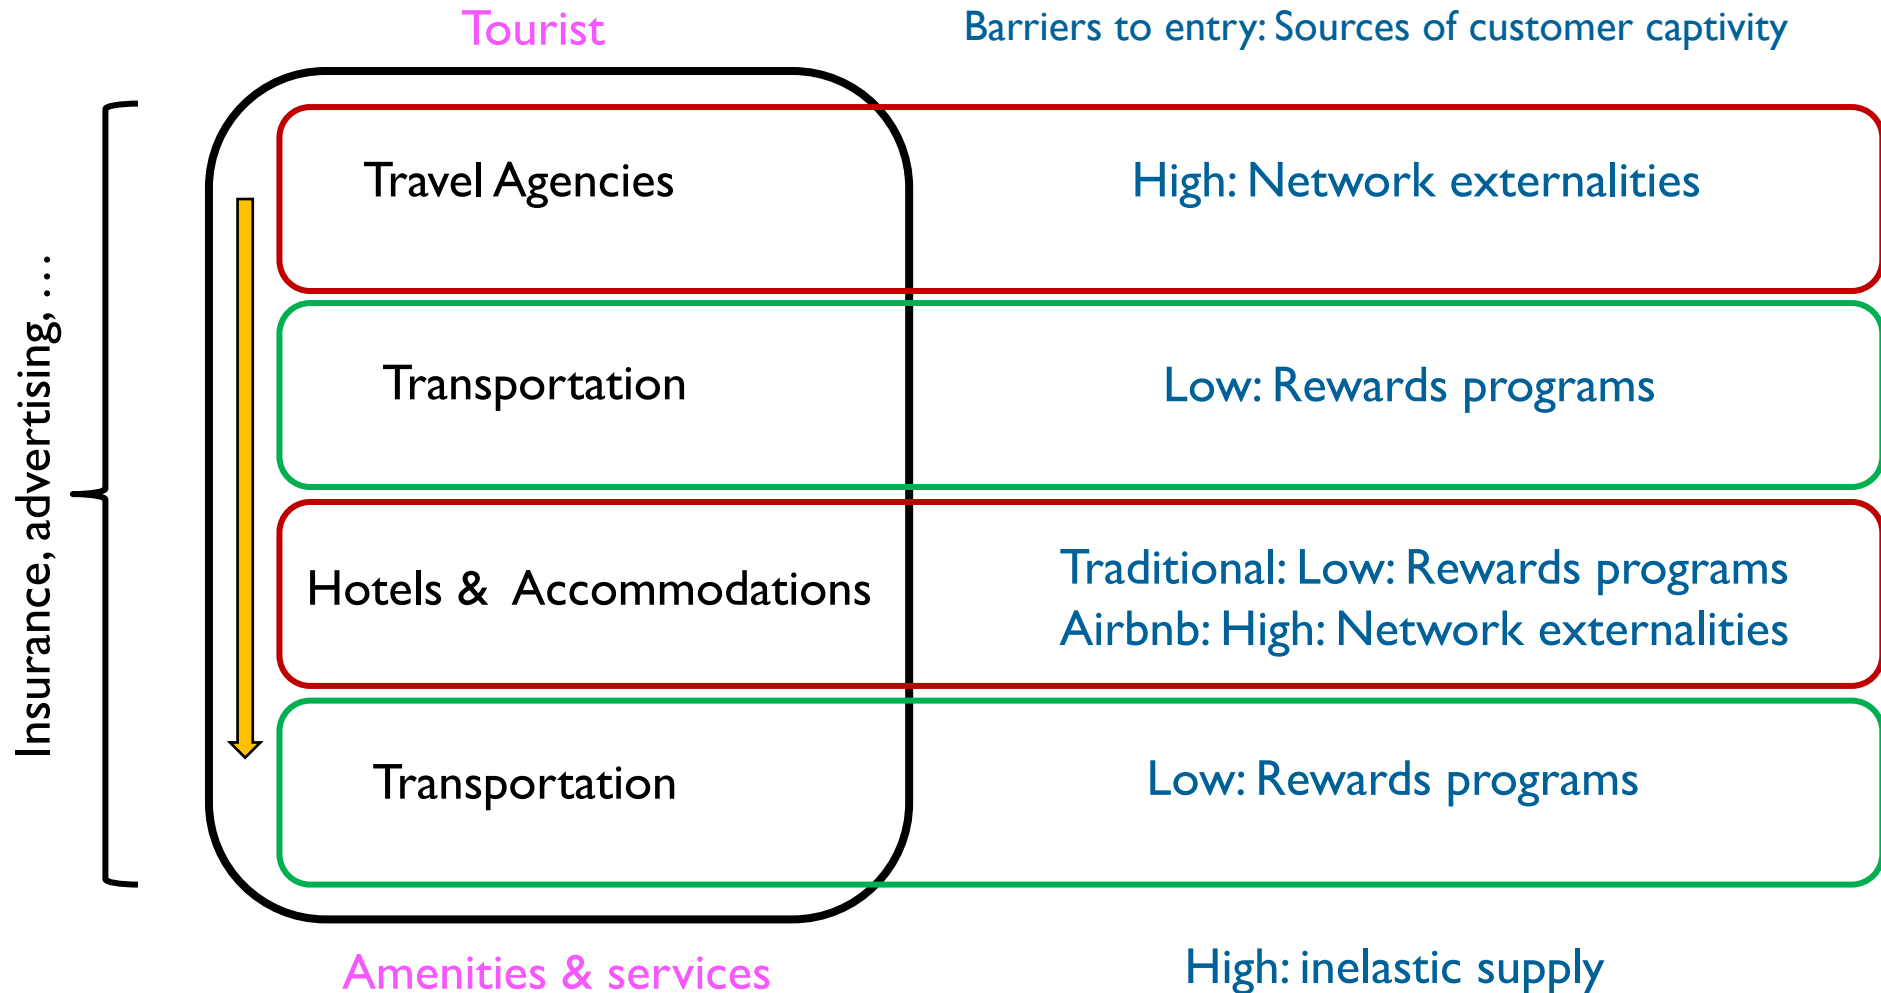 Tourist
Barriers to entry: Sources of customer captivity
Insurance, advertising, …
Travel Agencies
High: Network externalities
Transportation
Low: Rewards programs
Hotels & Accommodations
Traditional: Low: Rewards programs
Airbnb: High: Network externalities
Transportation
Low: Rewards programs
Amenities & services
High: inelastic supply